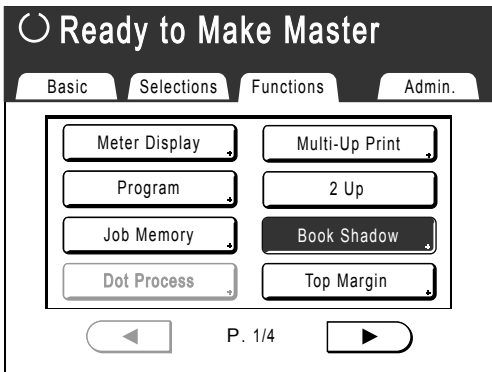 Ready to Make Master
Basic Selections Functions Admin.
Meter Display Multi-Up Print
Program 2 Up
Job Memory Book Shadow
Dot Process Top Margin
P. 1/4